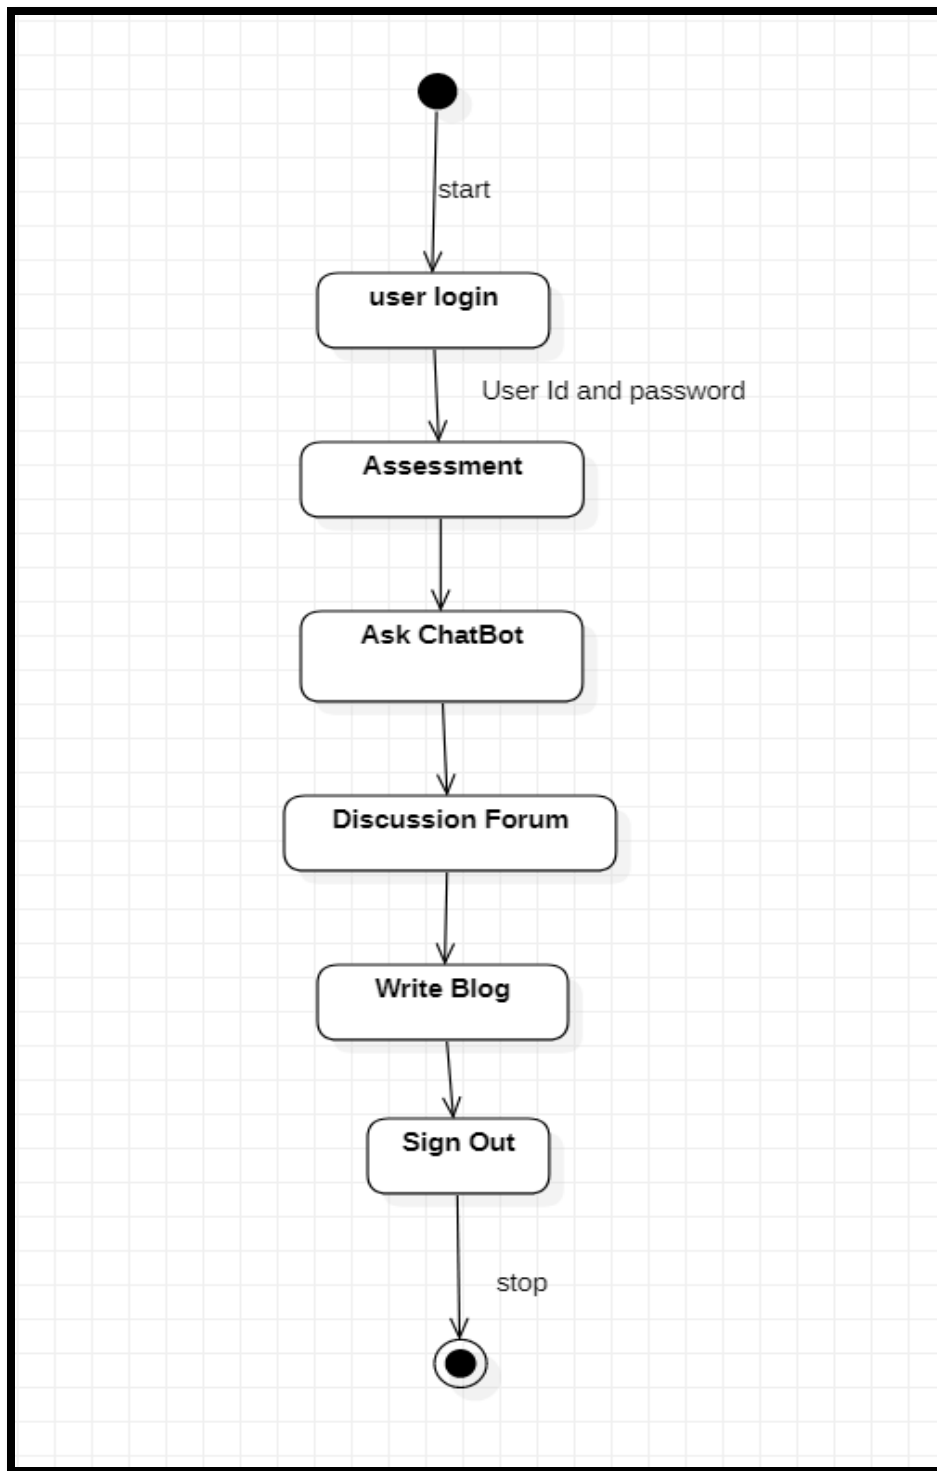 start
user login
User Id and password
Assessment
Ask ChatBot
Discussion Forum
Write Blog
Sign Out
stop